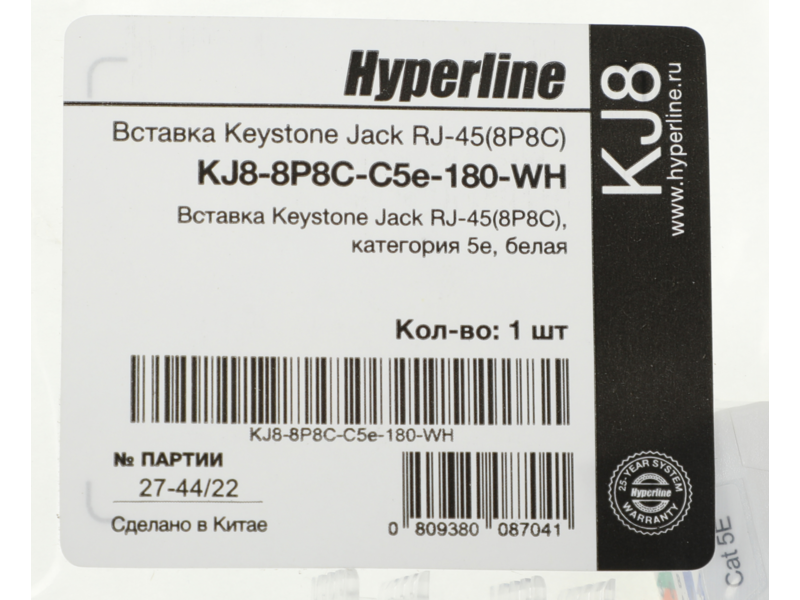 Hyperline
Вставка Keystone Jack RJ-45(8P8C)
KJ8-8P8C-C5e-180-WH
Вставка Keystone Jack RJ-45(8P8C),
категория 5e, белая
Кол-во: 1 шт
KJ8-8P8C-C5e-180-WH
№ ПАРТИИ
27-44/22
Сделано в Китае
0 809380 087041
KJ8
www.hyperline.ru
25-YEAR SYSTEM
Hyperline
WARRANTY
Cat 5E